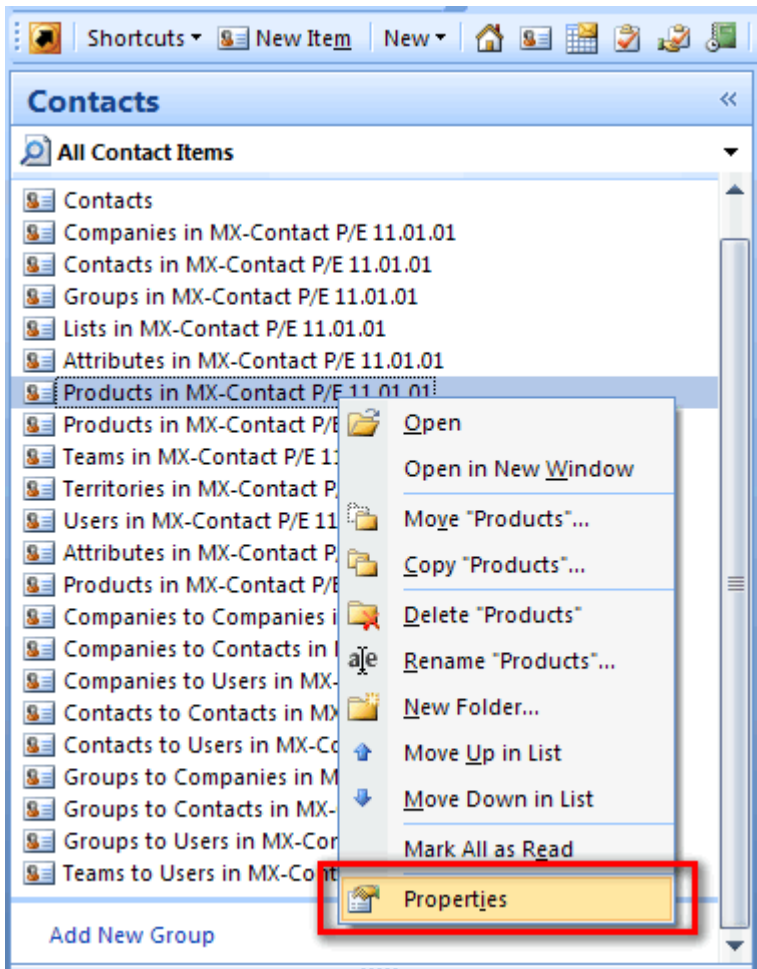 Shortcuts New Item New
Contacts
All Contact Items
Contacts
Companies in MX-Contact P/E 11.01.01
Contacts in MX-Contact P/E 11.01.01
Groups in MX-Contact P/E 11.01.01
Lists in MX-Contact P/E 11.01.01
Attributes in MX-Contact P/E 11.01.01
Products in MX-Contact P/E 11.01.01
Products in MX-Contact P/E
Teams in MX-Contact P/E 11
Territories in MX-Contact P
Users in MX-Contact P/E 11
Attributes in MX-Contact P
Products in MX-Contact P/E
Companies to Companies i
Companies to Contacts in
Companies to Users in MX-
Contacts to Contacts in MX
Contacts to Users in MX-Co
Groups to Companies in M
Groups to Contacts in MX-
Groups to Users in MX-Con
Teams to Users in MX-Cont
Open
Open in New Window
Move "Products"...
Copy "Products"...
Delete "Products"
Rename "Products"...
New Folder...
Move Up in List
Move Down in List
Mark All as Read
Properties
Add New Group